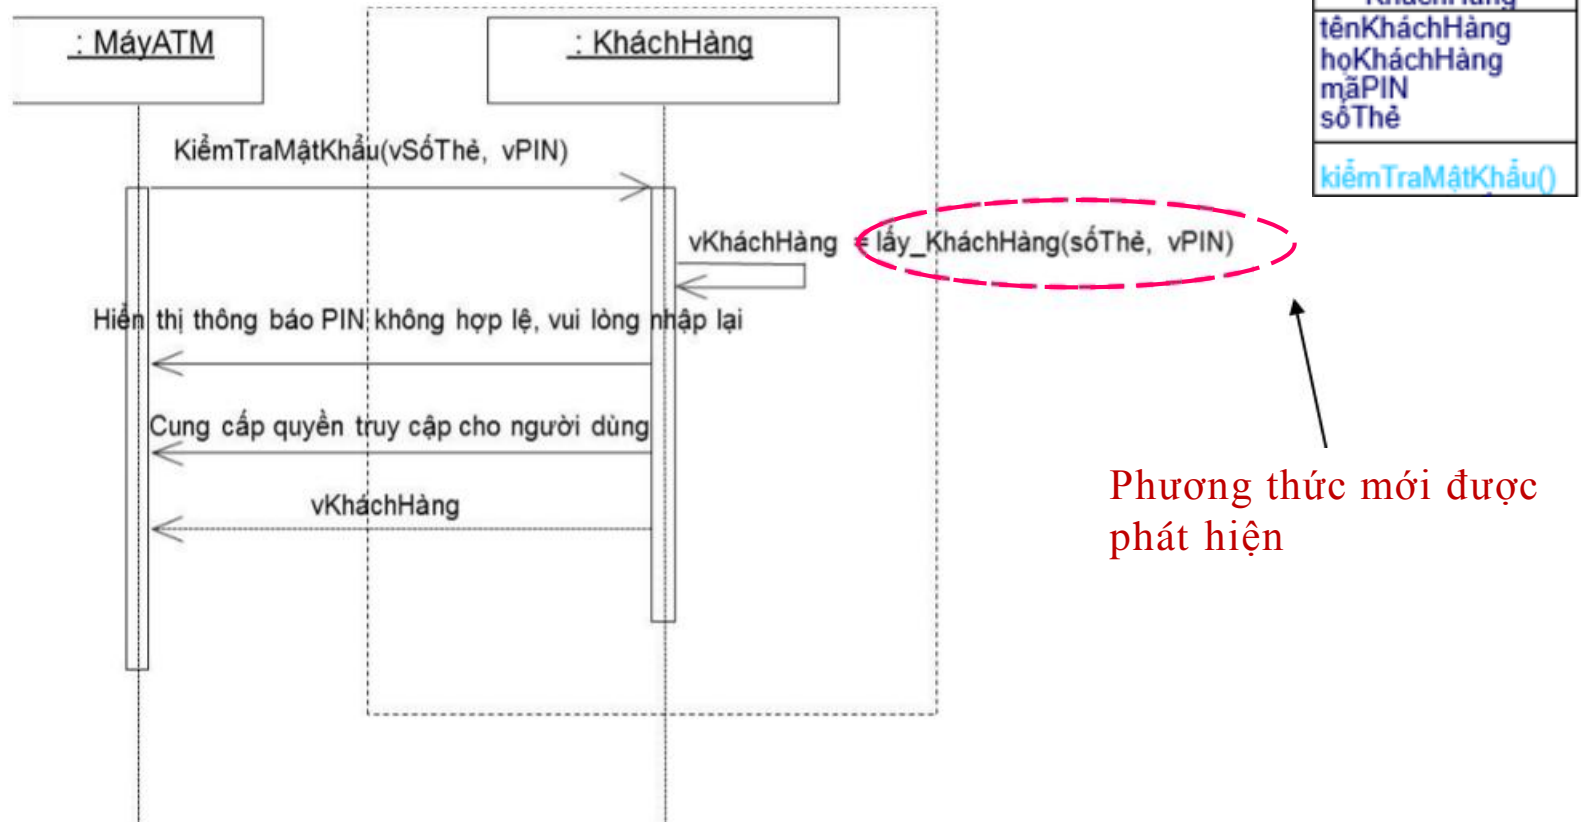 : MáyATM
: KháchHàng
KháchHàng
tênKháchHàng
họKháchHàng
mãPIN
sốThẻ
kiểmTraMậtKhẩu()
KiểmTraMậtKhẩu(vSốThẻ, vPIN)
vKháchHàng = lấy_KháchHàng(sốThẻ, vPIN)
Hiển thị thông báo PIN không hợp lệ, vui lòng nhập lại
Cung cấp quyền truy cập cho người dùng
vKháchHàng
Phương thức mới được
phát hiện